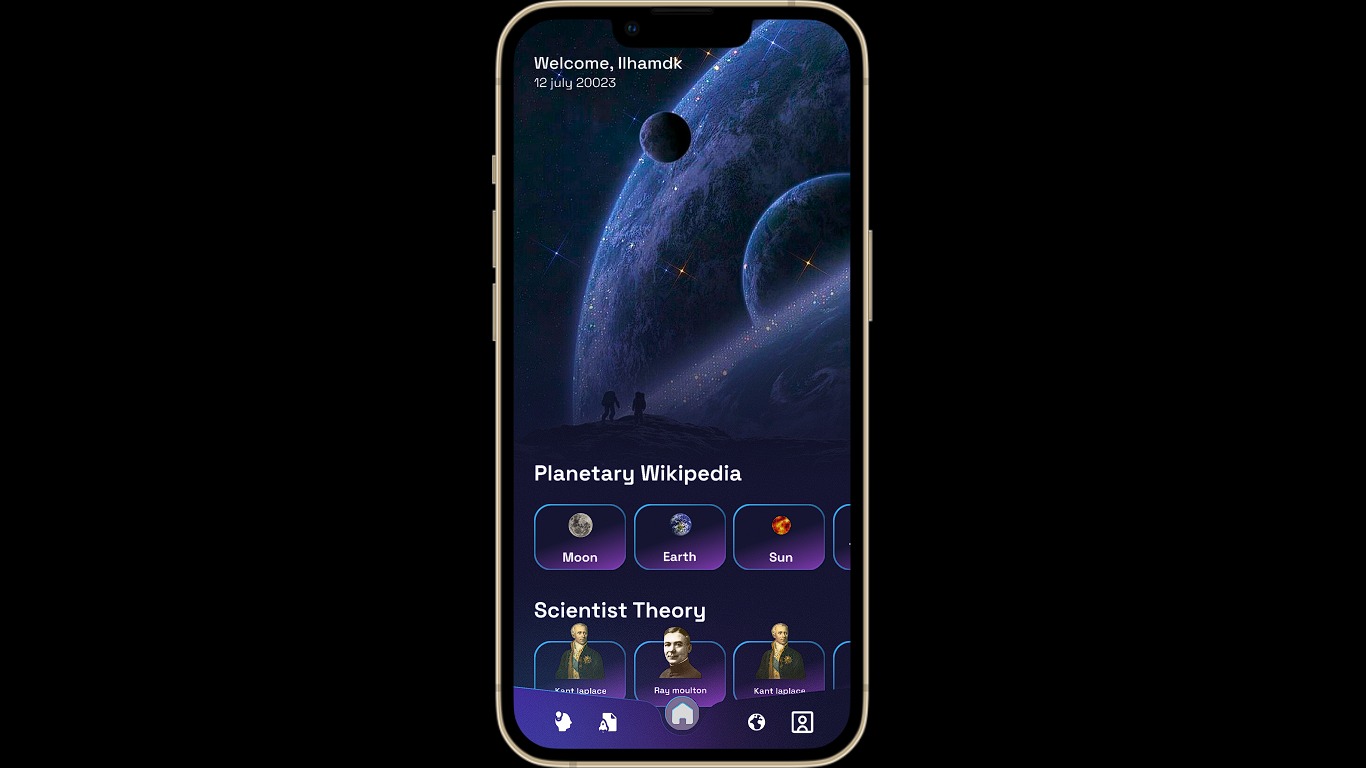 Welcome, Ilhamdk
12 july 20023
Planetary Wikipedia
Moon
Earth
Sun
Scientist Theory
Kant laplace
Ray moulton
Kant laplace